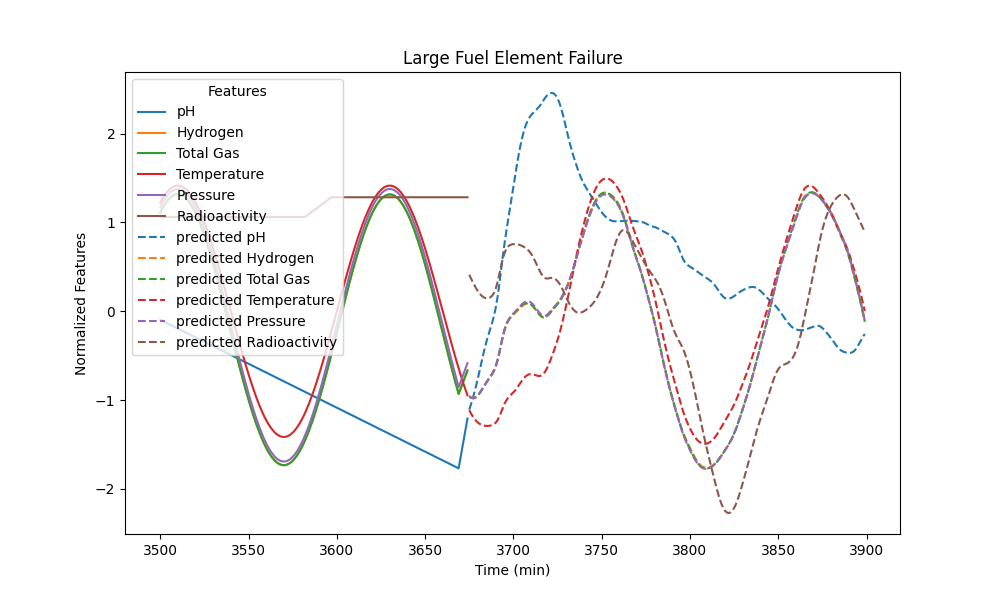 Large Fuel Element Failure
Features
pH
Hydrogen
Total Gas
Temperature
Pressure
Radioactivity
predicted pH
predicted Hydrogen
predicted Total Gas
predicted Temperature
predicted Pressure
predicted Radioactivity
Normalized Features
2
1
0
−1
−2
3500 3550 3600 3650 3700 3750 3800 3850 3900
Time (min)